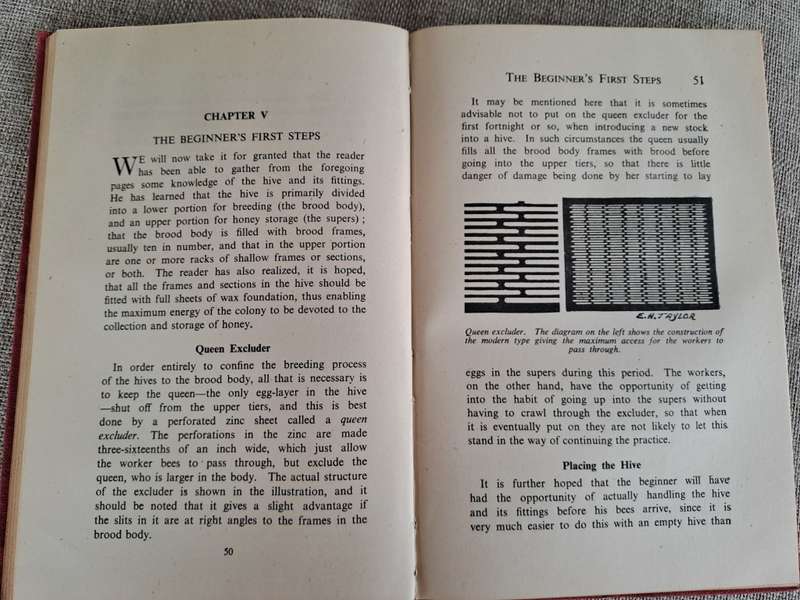 CHAPTER V
THE BEGINNER'S FIRST STEPS
WE will now take it for granted that the reader
has been able to gather from the foregoing
pages some knowledge of the hive and its fittings.
He has learned that the hive is primarily divided
into a lower portion for breeding (the brood body),
and an upper portion for honey storage (the supers) ;
that the brood body is filled with brood frames,
usually ten in number, and that in the upper portion
are one or more racks of shallow frames or sections,
or both. The reader has also realized, it is hoped,
that all the frames and sections in the hive should be
fitted with full sheets of wax foundation, thus enabling
the maximum energy of the colony to be devoted to the
collection and storage of honey.
Queen Excluder
In order entirely to confine the breeding process
of the hives to the brood body, all that is necessary is
to keep the queen—the only egg-layer in the hive
—shut off from the upper tiers, and this is best
done by a perforated zinc sheet called a queen
excluder. The perforations in the zinc are made
three-sixteenths of an inch wide, which just allow
the worker bees to pass through, but exclude the
queen, who is larger in the body. The actual structure
of the excluder is shown in the illustration, and it
should be noted that it gives a slight advantage if
the slits in it are at right angles to the frames in the
brood body.
50
THE BEGINNER'S FIRST STEPS 51
It may be mentioned here that it is sometimes
advisable not to put on the queen excluder for the
first fortnight or so, when introducing a new stock
into a hive. In such circumstances the queen usually
fills all the brood body frames with brood before
going into the upper tiers, so that there is little
danger of damage being done by her starting to lay
E.H.TAYLOR
Queen excluder. The diagram on the left shows the construction of
the modern type giving the maximum access for the workers to
pass through.
eggs in the supers during this period. The workers,
on the other hand, have the opportunity of getting
into the habit of going up into the supers without
having to crawl through the excluder, so that when
it is eventually put on they are not likely to let this
stand in the way of continuing the practice.
Placing the Hive
It is further hoped that the beginner will have
had the opportunity of actually handling the hive
and its fittings before his bees arrive, since it is
very much easier to do this with an empty hive than